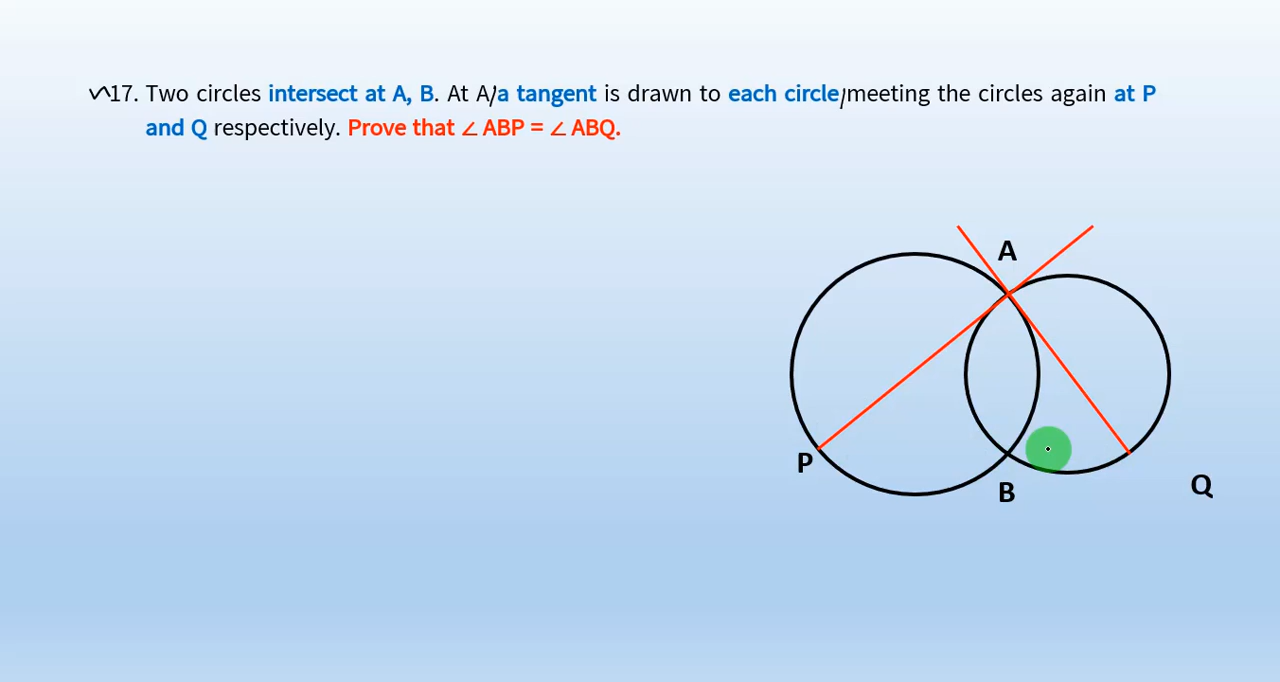 17. Two circles intersect at A, B. At A a tangent is drawn to each circle meeting the circles again at P
and Q respectively. Prove that ∠ ABP = ∠ ABQ.
A
P
B
Q